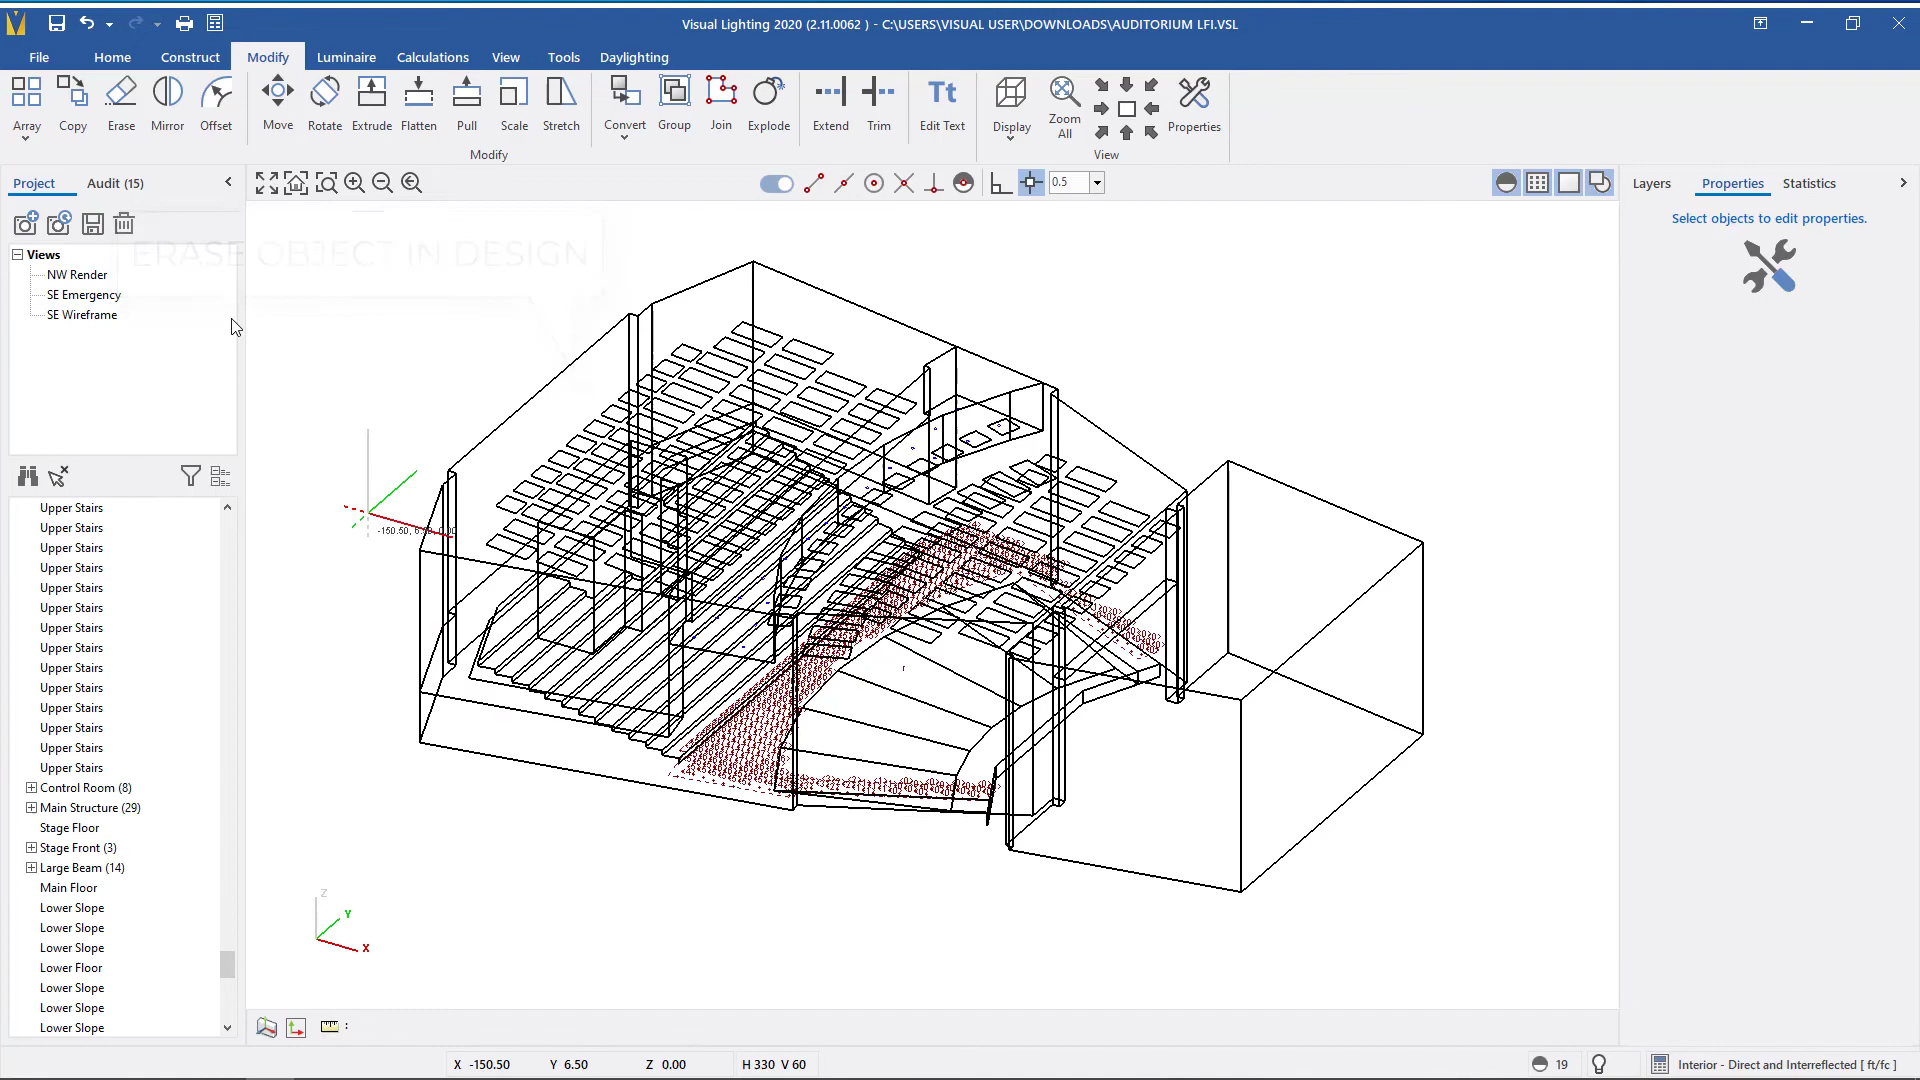 Visual Lighting 2020 (2.11.0062 ) - C:\USERS\VISUAL USER\DOWNLOADS\AUDITORIUM LFI.VSL
File Home Construct Modify Luminaire Calculations View Tools Daylighting
Array Copy Erase Mirror Offset Move Rotate Extrude Flatten Pull Scale Stretch Convert Group Join Explode Extend Trim Edit Text Display Zoom All Properties
Modify View
Project Audit (15)
0.5
Layers Properties Statistics
Select objects to edit properties.
ERASE OBJECT IN DESIGN
Views
NW Render
SE Emergency
SE Wireframe
Upper Stairs
Upper Stairs
Upper Stairs
Upper Stairs
Upper Stairs
Upper Stairs
Upper Stairs
Upper Stairs
Upper Stairs
Upper Stairs
Upper Stairs
Upper Stairs
Upper Stairs
Upper Stairs
Control Room (8)
Main Structure (29)
Stage Floor
Stage Front (3)
Large Beam (14)
Main Floor
Lower Slope
Lower Slope
Lower Slope
Lower Floor
Lower Slope
Lower Slope
Lower Slope
Z
Y
X
:
X -150.50 Y 6.50 Z 0.00 H 330 V 60
19
Interior - Direct and Interreflected [ ft/fc ]